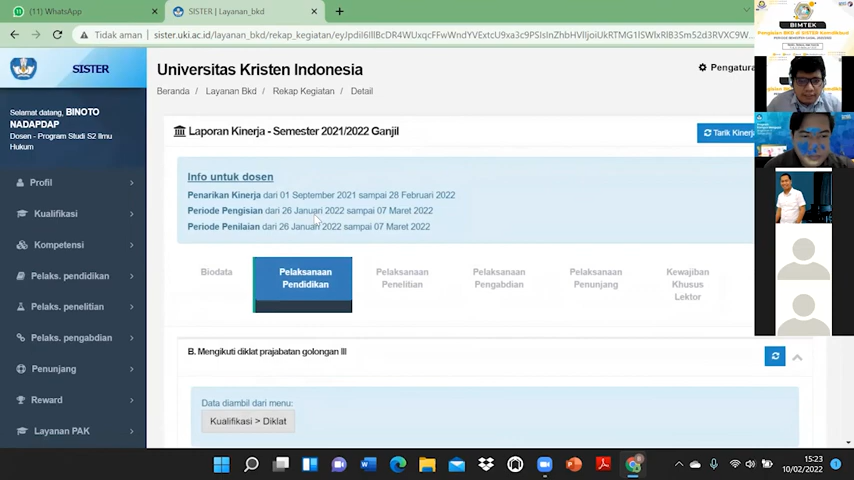 (11) WhatsApp
SISTER | Layanan_bkd
Tidak aman
sister.uki.ac.id/layanan_bkd/rekap_kegiatan/
SISTER
Universitas Kristen Indonesia
Pengatura
Beranda / Layanan Bkd / Rekap Kegiatan / Detail
Selamat datang, BINOTO
NADAPDAP
Dosen - Program Studi S2 Ilmu
Hukum
Profil
Kualifikasi
Kompetensi
Pelaks. pendidikan
Pelaks. penelitian
Pelaks. pengabdian
Penunjang
Reward
Layanan PAK
Laporan Kinerja - Semester 2021/2022 Ganjil
Tarik Kinerj
Info untuk dosen
Penarikan Kinerja dari 01 September 2021 sampai 28 Februari 2022
Periode Pengisian dari 26 Januari 2022 sampai 07 Maret 2022
Periode Penilaian dari 26 Januari 2022 sampai 07 Maret 2022
Biodata
Pelaksanaan
Pendidikan
Pelaksanaan
Penelitian
Pelaksanaan
Pengabdian
Pelaksanaan
Penunjang
Kewajiban
Khusus
Lektor
B. Mengikuti diklat prajabatan golongan III
Data diambil dari menu:
Kualifikasi > Diklat
BIMTEK
Pengisian BKD di SISTER Kemdikbud
15:23
10/02/2022